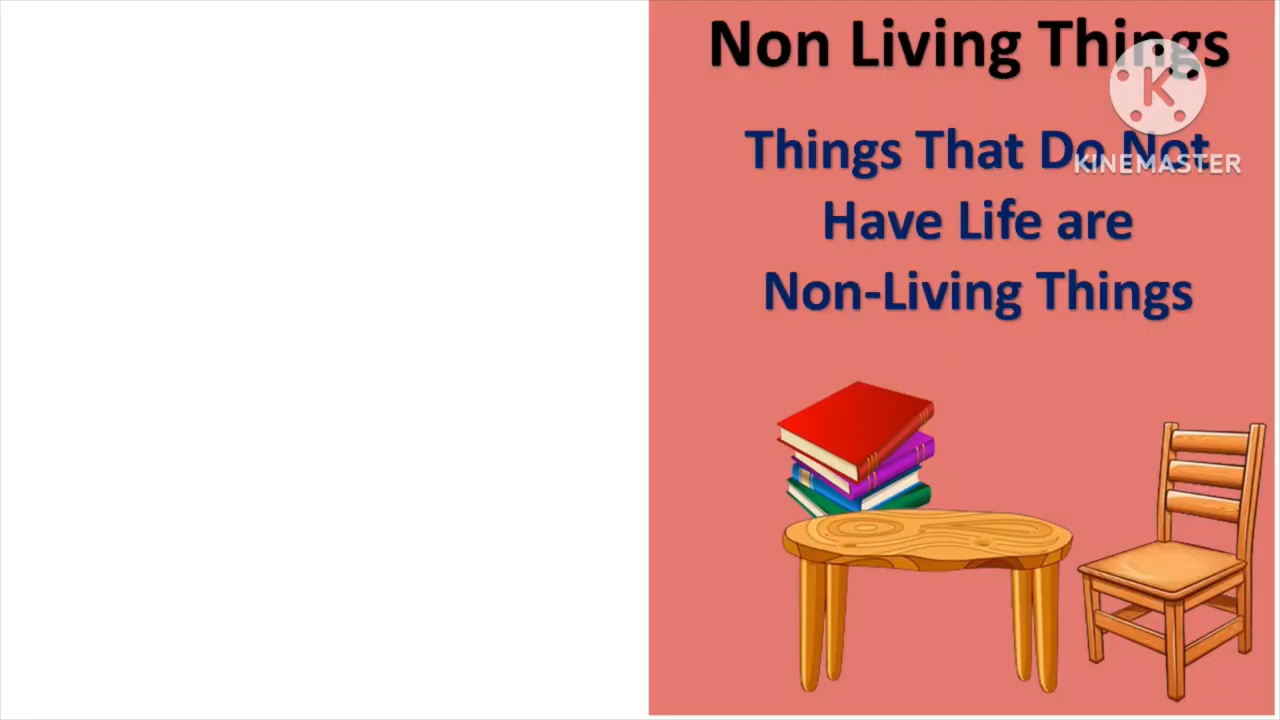 Non Living Things
Things That Do Not
KINEMASTER
Have Life are
Non-Living Things